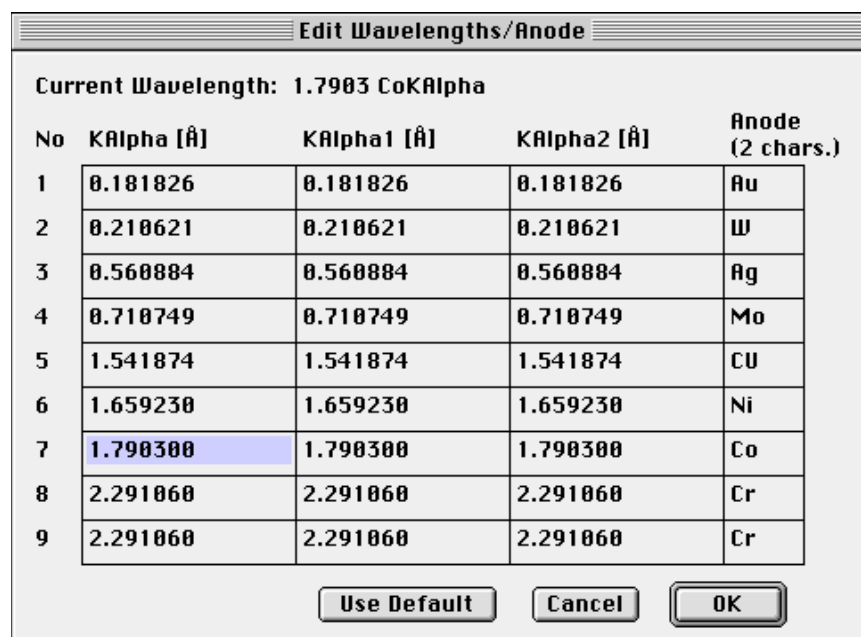 Edit Wavelengths/Anode
Current Wavelength: 1.7903 CoKAlpha
No KAlpha [Å] KAlpha1 [Å] KAlpha2 [Å] Anode (2 chars.)
1 0.181826 0.181826 0.181826 Au
2 0.210621 0.210621 0.210621 W
3 0.560884 0.560884 0.560884 Ag
4 0.710749 0.710749 0.710749 Mo
5 1.541874 1.541874 1.541874 CU
6 1.659230 1.659230 1.659230 Ni
7 1.790300 1.790300 1.790300 Co
8 2.291060 2.291060 2.291060 Cr
9 2.291060 2.291060 2.291060 Cr
Use Default Cancel OK